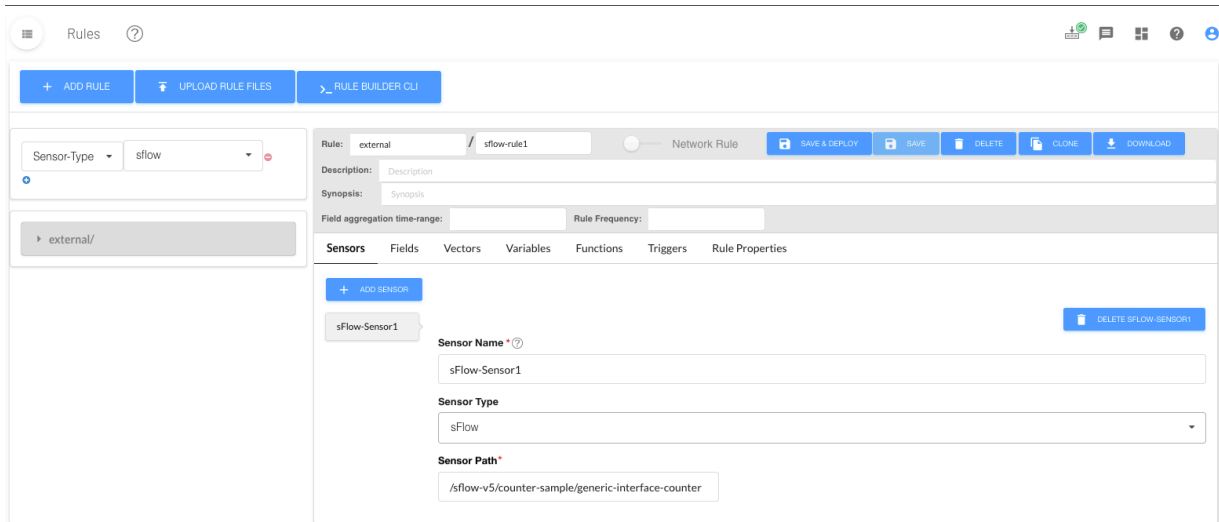 Rules
+ ADD RULE UPLOAD RULE FILES >_ RULE BUILDER CLI
Sensor-Type sflow
external/
Rule: external / sflow-rule1 Network Rule SAVE & DEPLOY SAVE DELETE CLONE DOWNLOAD
Description: Description
Synopsis: Synopsis
Field aggregation time-range: Rule Frequency:
Sensors Fields Vectors Variables Functions Triggers Rule Properties
+ ADD SENSOR
sFlow-Sensor1
DELETE SFLOW-SENSOR1
Sensor Name *
sFlow-Sensor1
Sensor Type
sFlow
Sensor Path*
/sflow-v5/counter-sample/generic-interface-counter